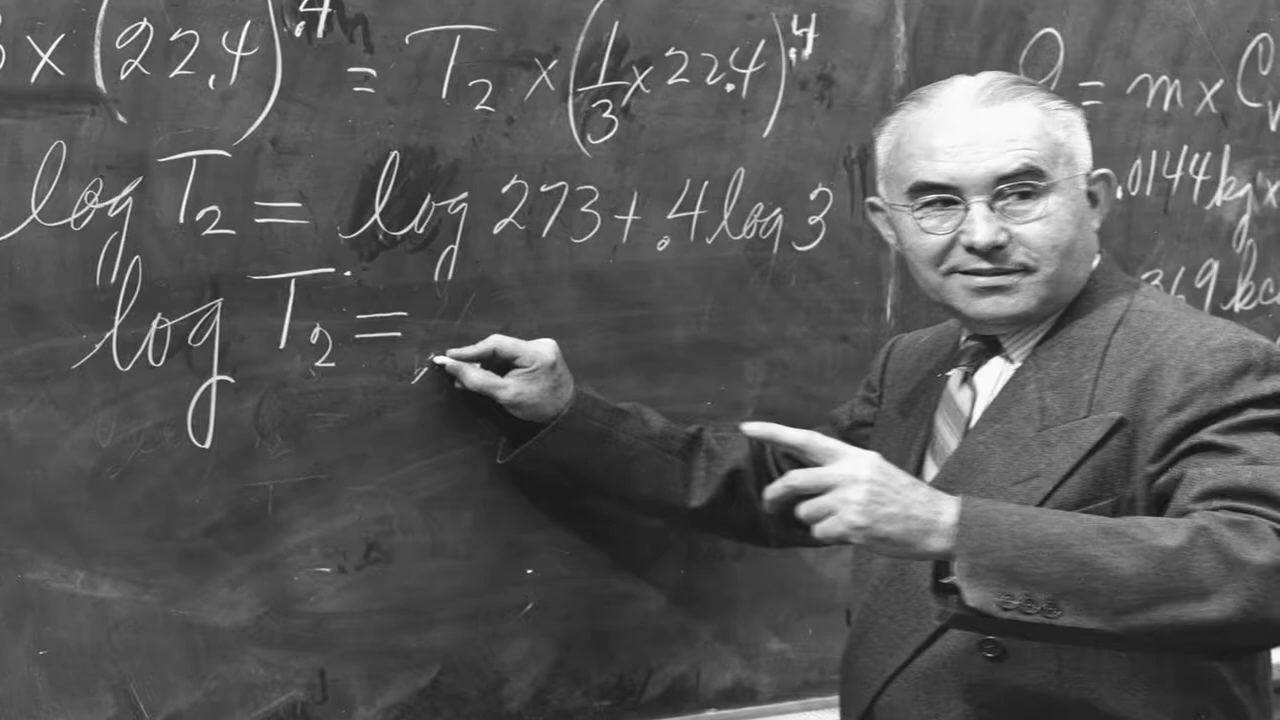 x (22.4)^.4 = T₂ x (1/3 x 22.4)^.4
log T₂ = log 273 + .4 log 3
log T₂ =
Q = m x C
.0144 kg x
369 kc